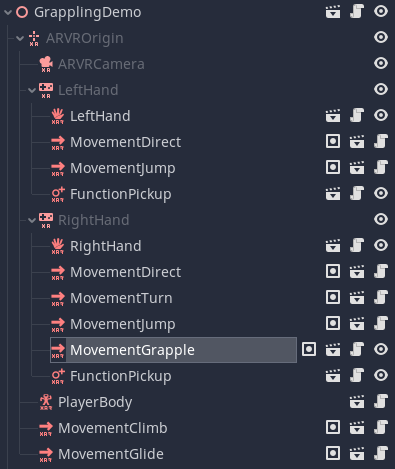 GrapplingDemo
ARVROrigin
ARVRCamera
LeftHand
LeftHand
MovementDirect
MovementJump
FunctionPickup
RightHand
RightHand
MovementDirect
MovementTurn
MovementJump
MovementGrapple
FunctionPickup
PlayerBody
MovementClimb
MovementGlide